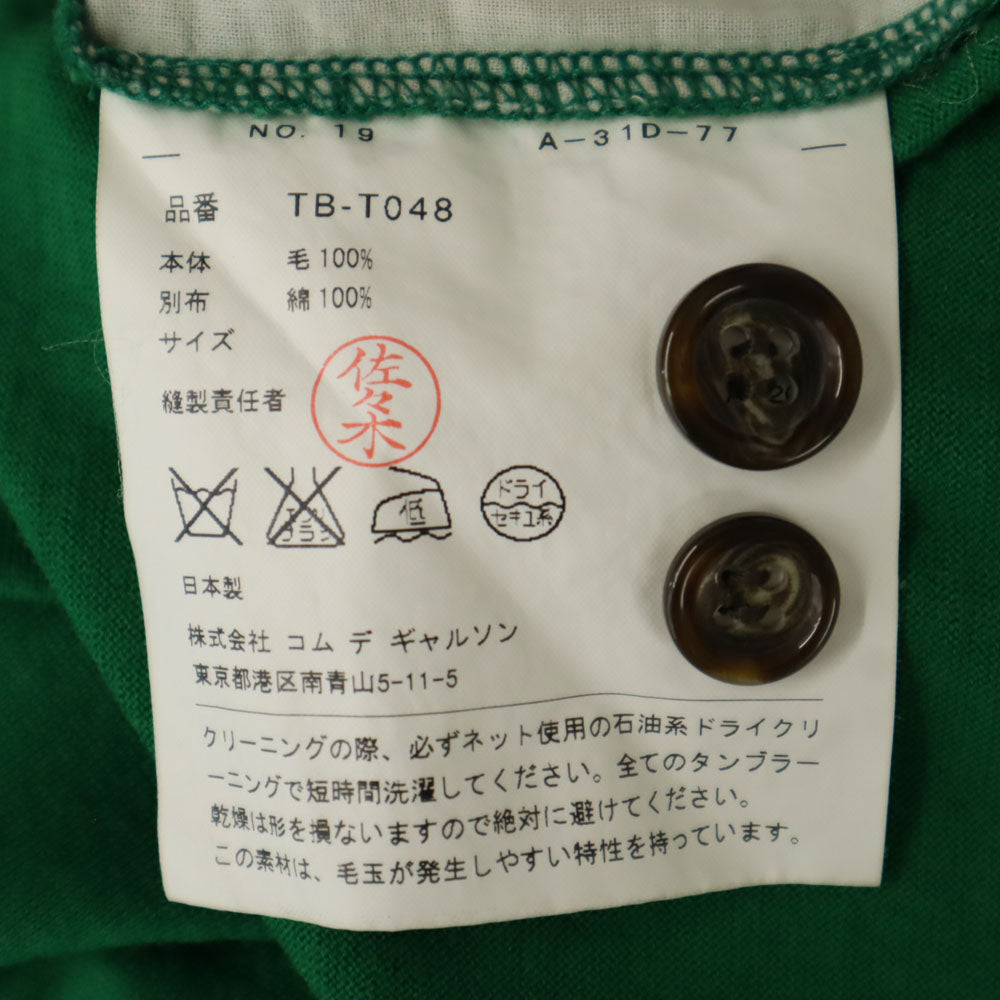 NO. 19 A-31D-77
品番 TB-T048
本体 毛 100%
別布 綿 100%
サイズ
縫製責任者 佐々木
エンソ
フラン
低
ドライ
セキユ系
日本製
株式会社 コム デ ギャルソン
東京都港区南青山5-11-5
クリーニングの際、必ずネット使用の石油系ドライクリ
ーニングで短時間洗濯してください。全てのタンブラー
乾燥は形を損ないますので絶対に避けてください。
この素材は、毛玉が発生しやすい特性を持っています。